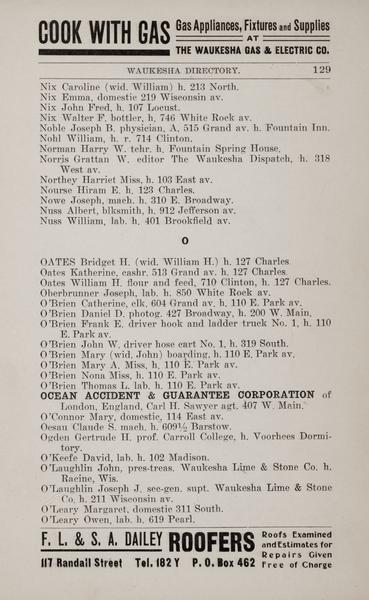 COOK WITH GAS
Gas Appliances, Fixtures and Supplies
AT
THE WAUKESHA GAS & ELECTRIC CO.
WAUKESHA DIRECTORY. 129
Nix Caroline (wid. William) h. 213 North.
Nix Emma, domestic 219 Wisconsin av.
Nix John Fred, h. 107 Locust.
Nix Walter F. bottler, h. 746 White Rock av.
Noble Joseph B. physician, A, 515 Grand av. h. Fountain Inn.
Nohl William, h. r. 714 Clinton.
Norman Harry W. tchr. h. Fountain Spring House.
Norris Grattan W. editor The Waukesha Dispatch, h. 318
West av.
Northey Harriet Miss, h. 103 East av.
Nourse Hiram E. h. 123 Charles.
Nowe Joseph, mach. h. 310 E. Broadway.
Nuss Albert, blksmith, h. 912 Jefferson av.
Nuss William, lab. h. 401 Brookfield av.
O
OATES Bridget H. (wid. William H.) h. 127 Charles.
Oates Katherine, cashr. 513 Grand av. h. 127 Charles.
Oates William H. flour and feed, 710 Clinton, h. 127 Charles.
Oberbrunner Joseph, lab. h. 850 White Rock av.
O'Brien Catherine, clk, 604 Grand av. h. 110 E. Park av.
O'Brien Daniel D. photog. 427 Broadway, h. 200 W. Main.
O'Brien Frank E. driver hook and ladder truck No. 1, h. 110
E. Park av.
O'Brien John W. driver hose cart No. 1, h. 319 South.
O'Brien Mary (wid. John) boarding, h. 110 E. Park av.
O'Brien Mary A. Miss, h. 110 E. Park av.
O'Brien Nona Miss, h. 110 E. Park av.
O'Brien Thomas L. lab. h. 110 E. Park av.
OCEAN ACCIDENT & GUARANTEE CORPORATION of
London, England, Carl H. Sawyer agt. 407 W. Main.
O'Connor Mary, domestic, 114 East av.
Oesau Claude S. mach. h. 609½ Barstow.
Ogden Gertrude H. prof. Carroll College, h. Voorhees Dormi-
tory.
O'Keefe David, lab. h. 102 Madison.
O'Laughlin John, pres-treas. Waukesha Lime & Stone Co. h.
Racine, Wis.
O'Laughlin Joseph J. sec-gen. supt. Waukesha Lime & Stone
Co. h. 211 Wisconsin av.
O'Leary Margaret, domestic 311 South.
O'Leary Owen, lab. h. 619 Pearl.
F. L. & S. A. DAILEY ROOFERS
117 Randall Street Tel. 182 Y P. O. Box 462
Roofs Examined
and Estimates for
Repairs Given
Free of Charge